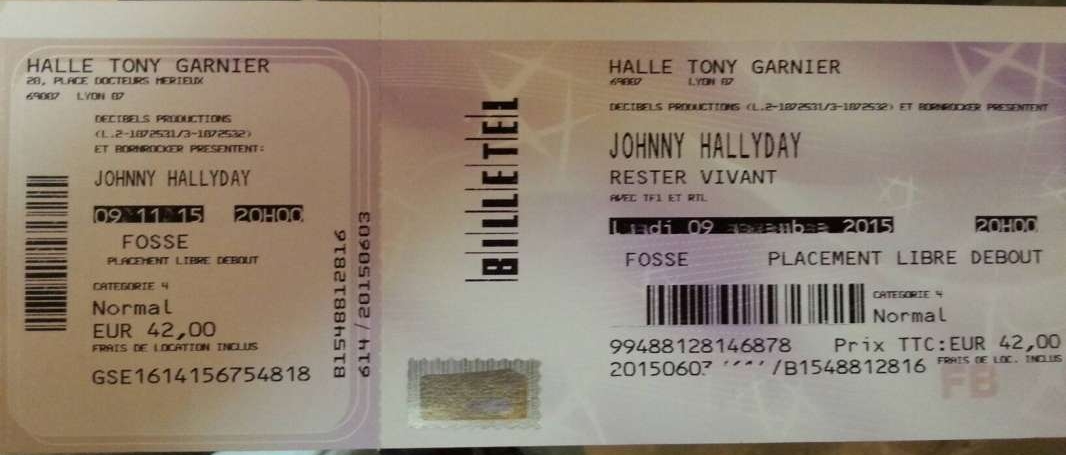 HALLE TONY GARNIER
20, PLACE DOCTEURS MERIEUX
69007 LYON 07
DECIBELS PRODUCTIONS
(L.2-1072531/3-1072532)
ET BORNROCKER PRESENTENT:
JOHNNY HALLYDAY
09 11 15 20H00
FOSSE
PLACEMENT LIBRE DEBOUT
CATEGORIE 4
Normal
EUR 42,00
FRAIS DE LOCATION INCLUS
GSE1614156754818
B1548812816
614/20150603
BILLETEL
HALLE TONY GARNIER
69007 LYON 07
DECIBELS PRODUCTIONS (L.2-1072531/3-1072532) ET BORNROCKER PRESENTENT
JOHNNY HALLYDAY
RESTER VIVANT
AVEC TF1 ET RTL
Lundi 09 novembre 2015 20H00
FOSSE PLACEMENT LIBRE DEBOUT
CATEGORIE 4
Normal
99488128146878 Prix TTC:EUR 42,00
/B1548812816 FRAIS DE LOC. INCLUS
FB